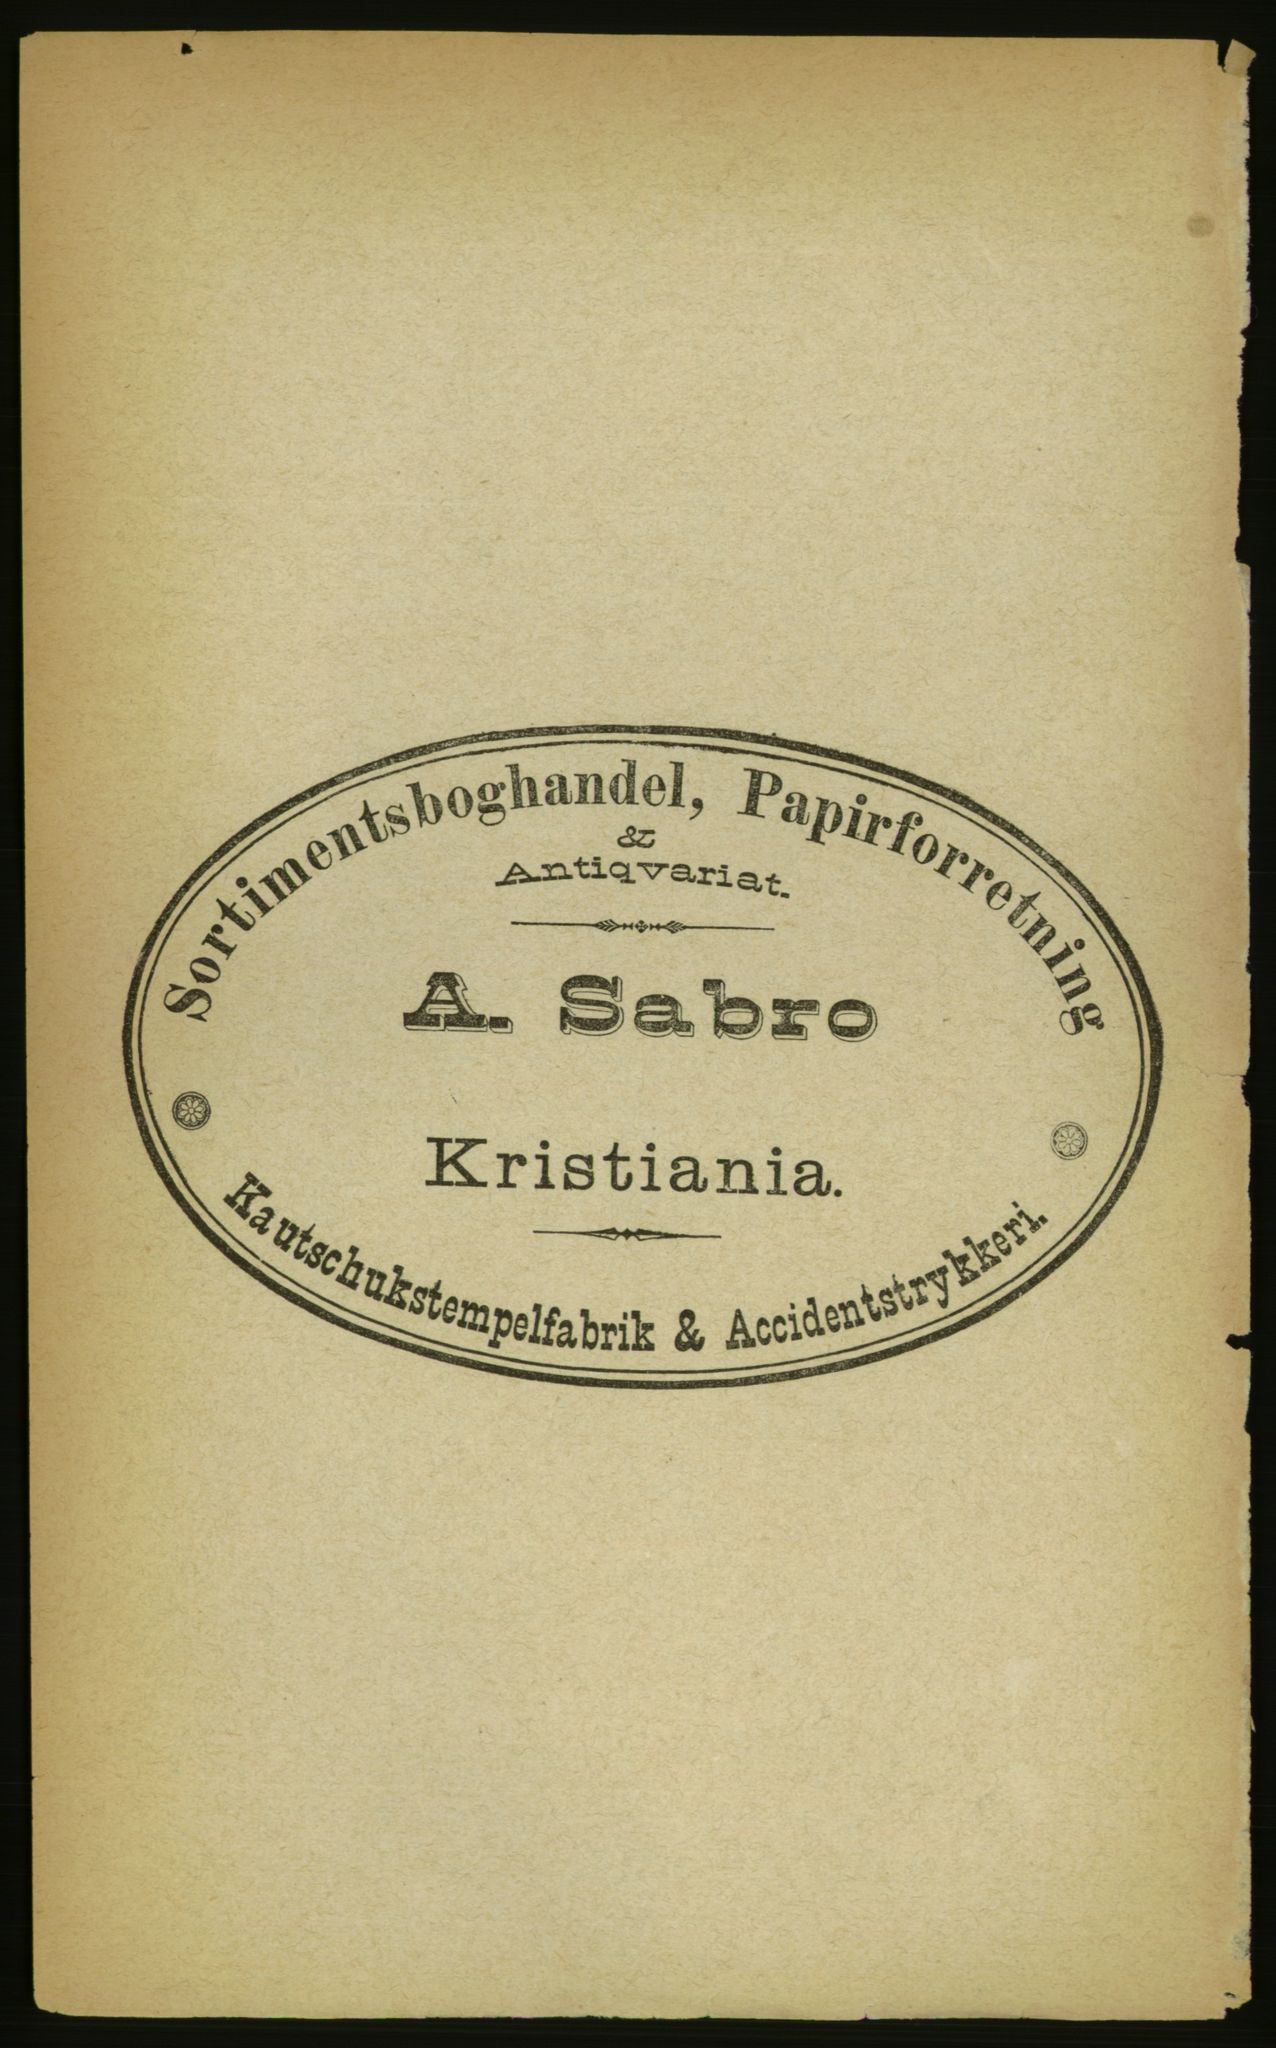 Sortimentsboghandel, Papirforretning
&
Antiqvariat.
A. Sabro
Kristiania.
Kautschukstempelfabrik & Accidentstrykkeri.